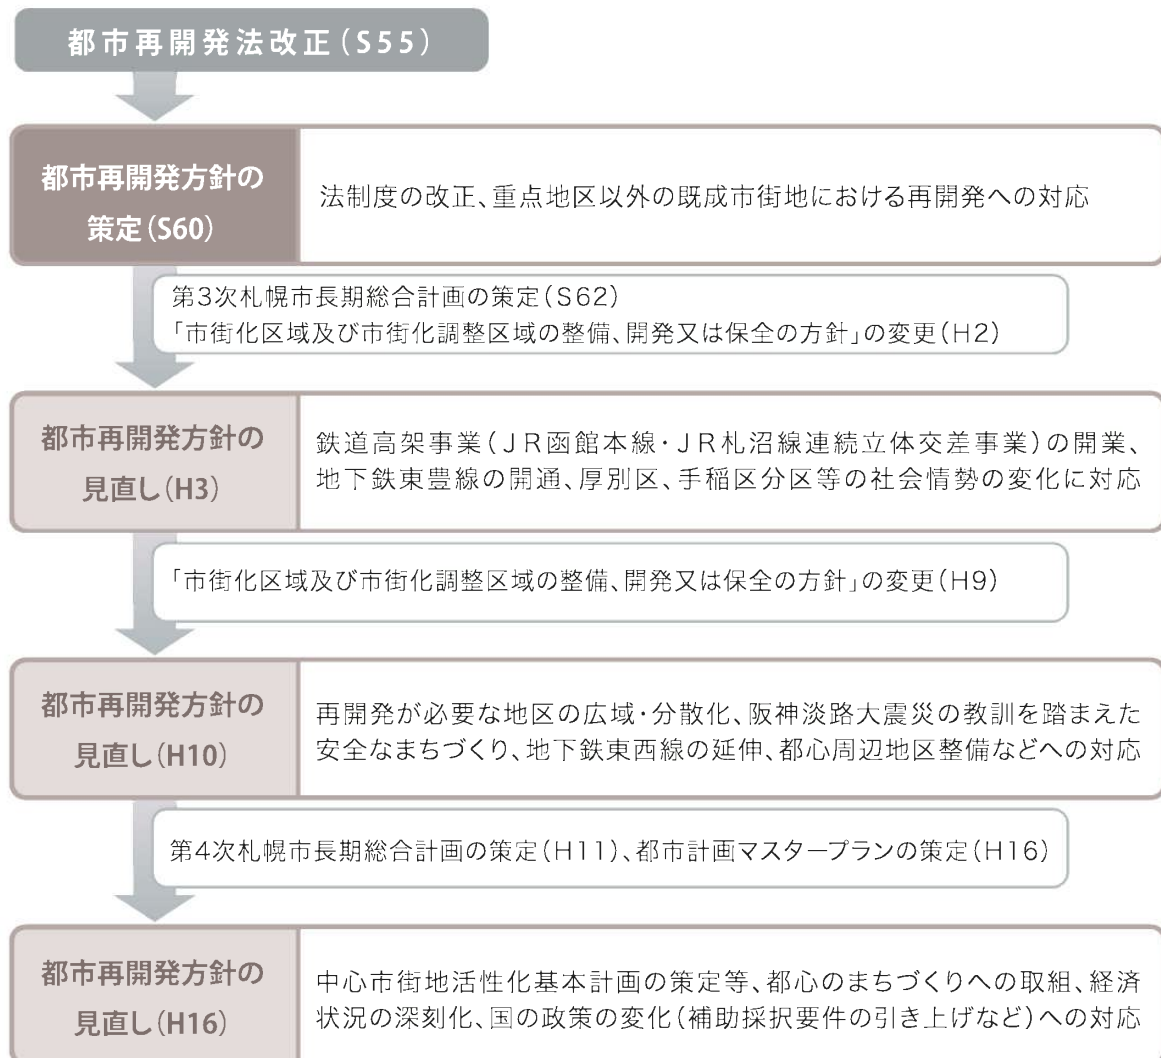 都市再開発法改正（S55）
都市再開発方針の
策定（S60）
法制度の改正、重点地区以外の既成市街地における再開発への対応
第3次札幌市長期総合計画の策定（S62）
「市街化区域及び市街化調整区域の整備、開発又は保全の方針」の変更（H2）
都市再開発方針の
見直し（H3）
鉄道高架事業（JR函館本線・JR札沼線連続立体交差事業）の開業、
地下鉄東豊線の開通、厚別区、手稲区分区等の社会情勢の変化に対応
「市街化区域及び市街化調整区域の整備、開発又は保全の方針」の変更（H9）
都市再開発方針の
見直し（H10）
再開発が必要な地区の広域・分散化、阪神淡路大震災の教訓を踏まえた
安全なまちづくり、地下鉄東西線の延伸、都心周辺地区整備などへの対応
第4次札幌市長期総合計画の策定（H11）、都市計画マスタープランの策定（H16）
都市再開発方針の
見直し（H16）
中心市街地活性化基本計画の策定等、都心のまちづくりへの取組、経済
状況の深刻化、国の政策の変化（補助採択要件の引き上げなど）への対応